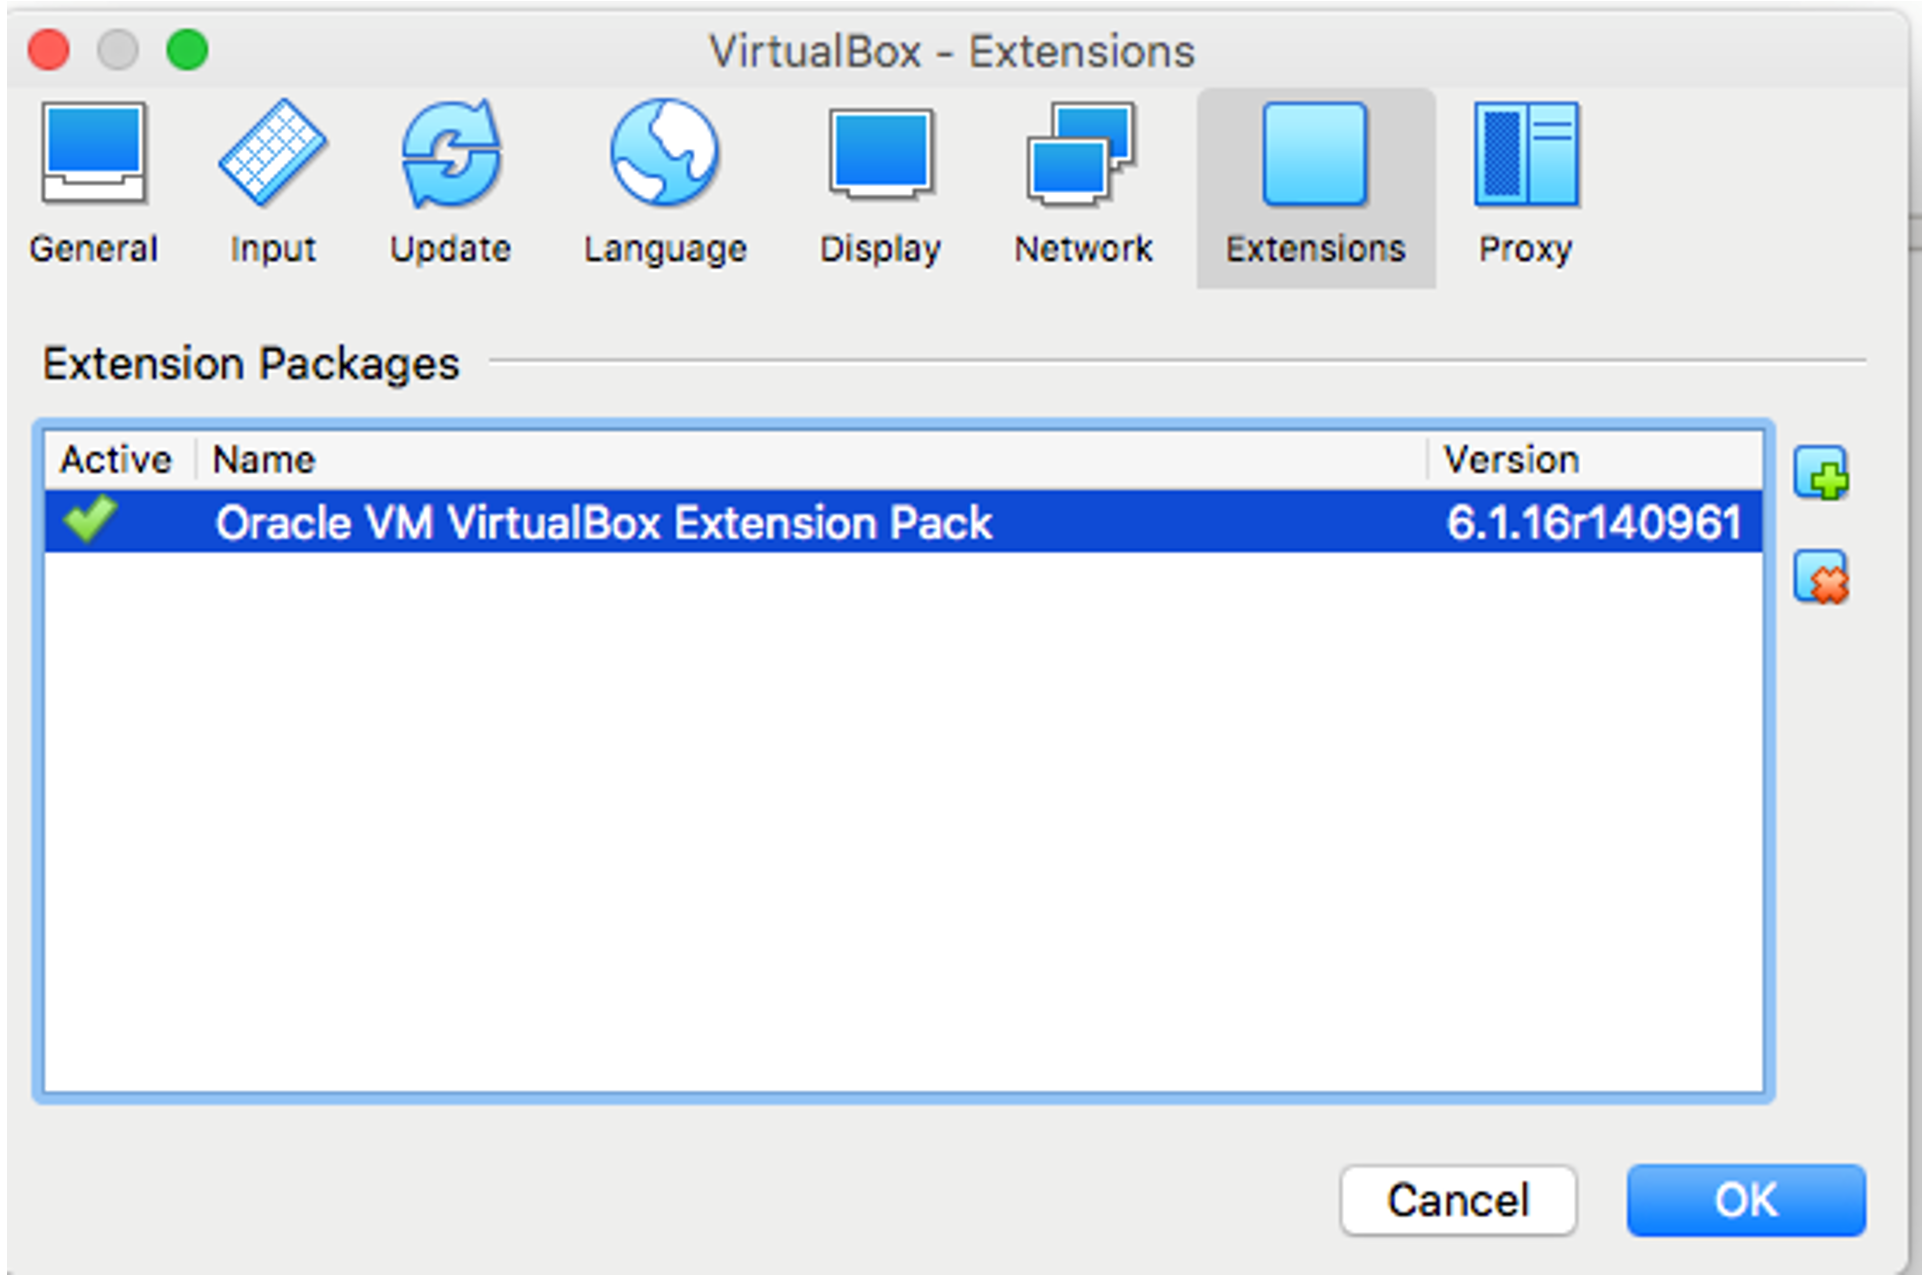 VirtualBox - Extensions
General Input Update Language Display Network Extensions Proxy
Extension Packages
Active Name Version
Oracle VM VirtualBox Extension Pack 6.1.16r140961
Cancel OK